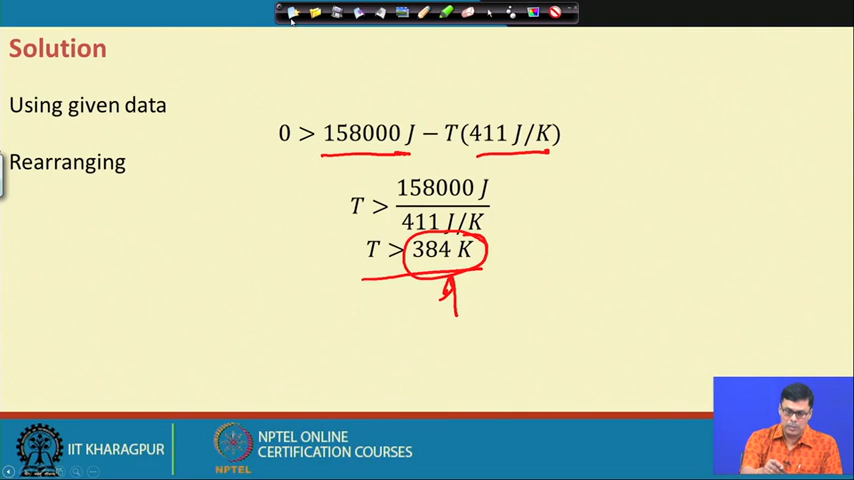 Solution
Using given data
0 > 158000 J − T(411 J/K)
Rearranging
T > 158000 J / 411 J/K
T > 384 K
IIT KHARAGPUR
NPTEL
NPTEL ONLINE
CERTIFICATION COURSES